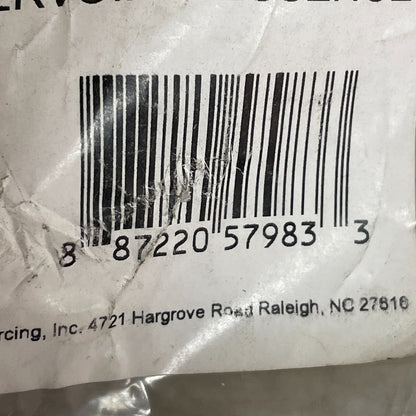 8 87220 57983 3
rcing, Inc. 4721 Hargrove Road Raleigh, NC 27616